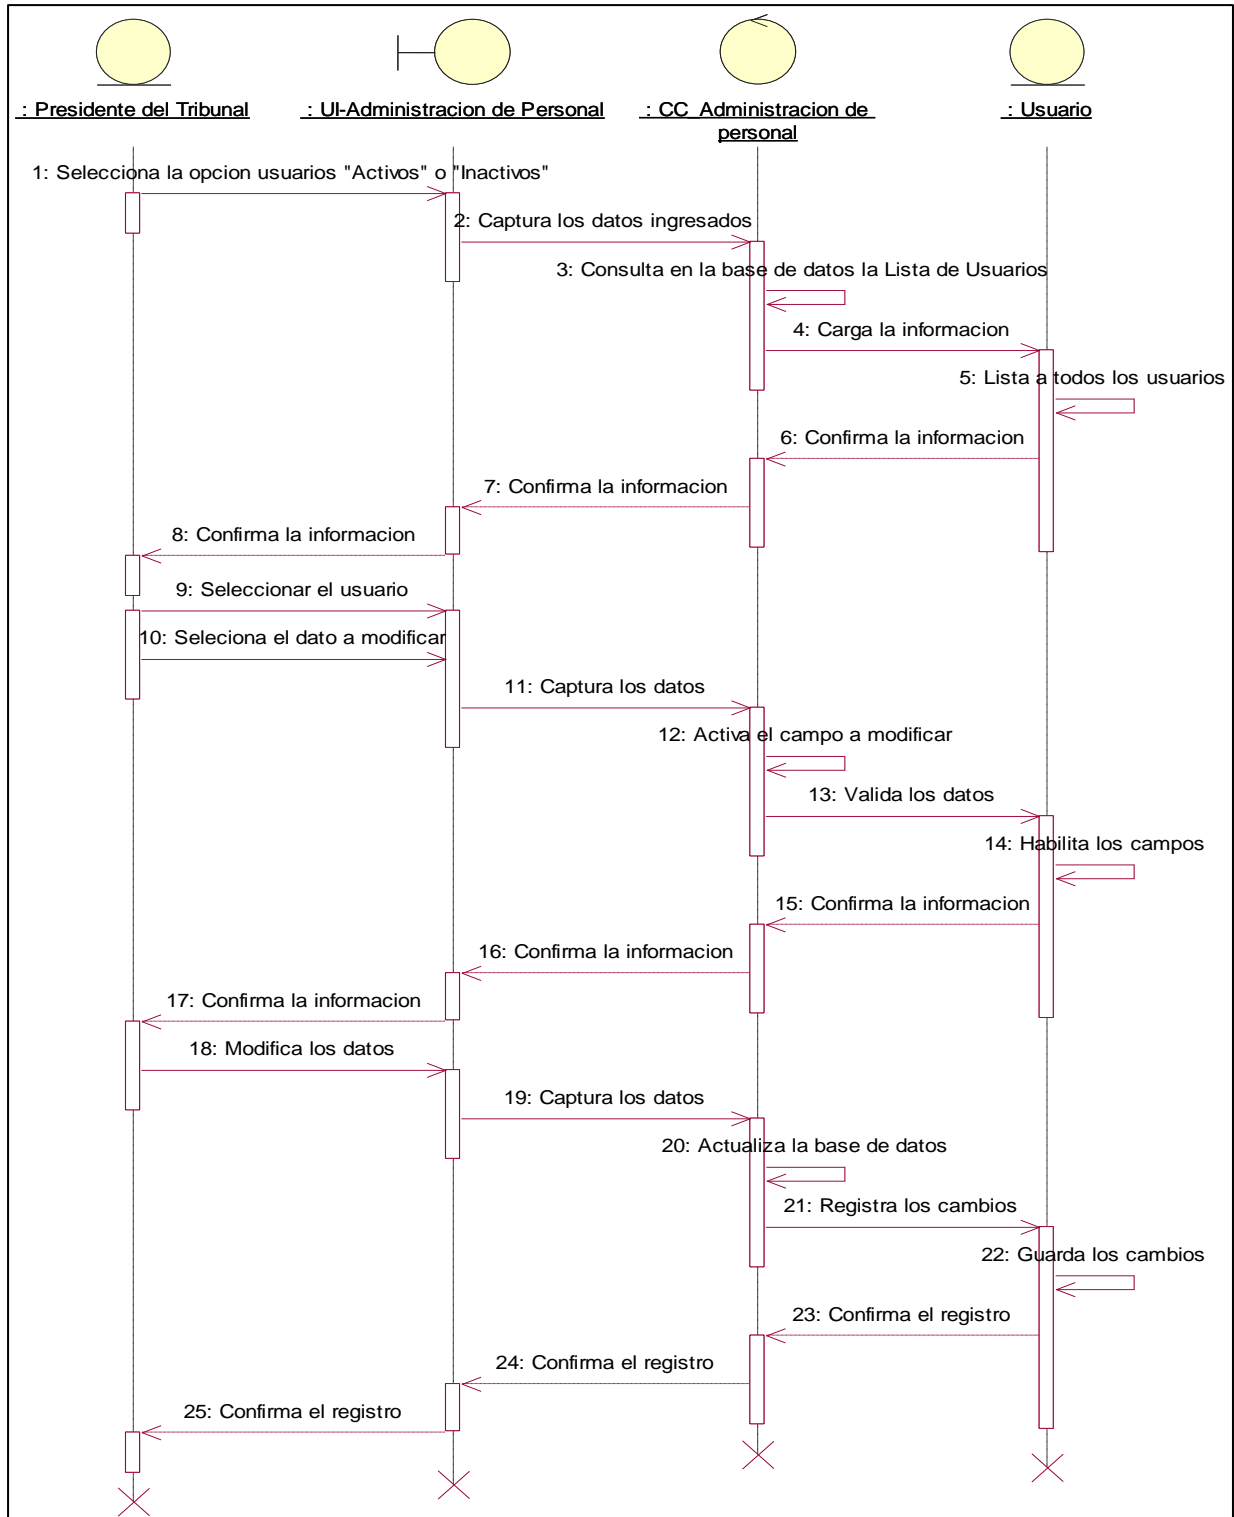 : Presidente del Tribunal
: UI-Administracion de Personal
: CC_Administracion de
personal
: Usuario
1: Selecciona la opcion usuarios "Activos" o "Inactivos"
2: Captura los datos ingresados
3: Consulta en la base de datos la Lista de Usuarios
4: Carga la informacion
5: Lista a todos los usuarios
6: Confirma la informacion
7: Confirma la informacion
8: Confirma la informacion
9: Seleccionar el usuario
10: Seleciona el dato a modificar
11: Captura los datos
12: Activa el campo a modificar
13: Valida los datos
14: Habilita los campos
15: Confirma la informacion
16: Confirma la informacion
17: Confirma la informacion
18: Modifica los datos
19: Captura los datos
20: Actualiza la base de datos
21: Registra los cambios
22: Guarda los cambios
23: Confirma el registro
24: Confirma el registro
25: Confirma el registro